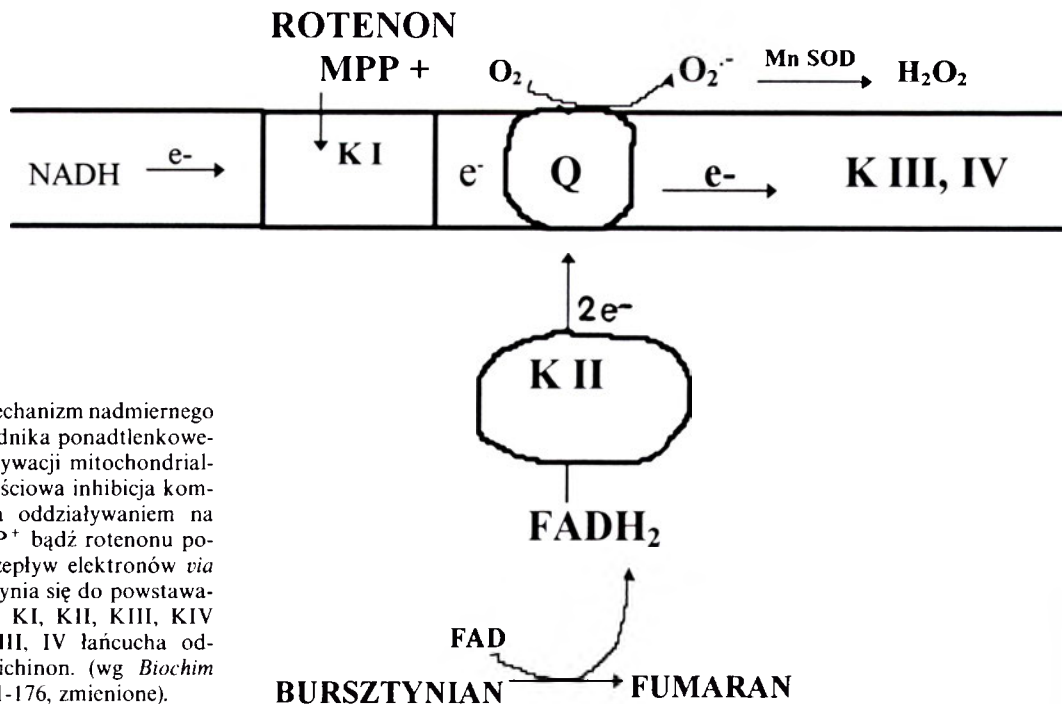 ROTENON
MPP +
O₂
O₂·-
Mn SOD
H₂O₂
NADH
e-
K I
e-
Q
e-
K III, IV
2e-
K II
FADH₂
FAD
BURSZTYNIAN
FUMARAN
echanizm nadmiernego
dnika ponadtlenkowe-
ywacji mitochondrial-
ściowa inhibicja kom-
a oddziaływaniem na
P⁺ bądź rotenonu po-
zepływ elektronów via
ynia się do powstawa-
KI, KII, KIII, KIV
III, IV łańcucha od-
ichinon. (wg Biochim
1-176, zmienione).